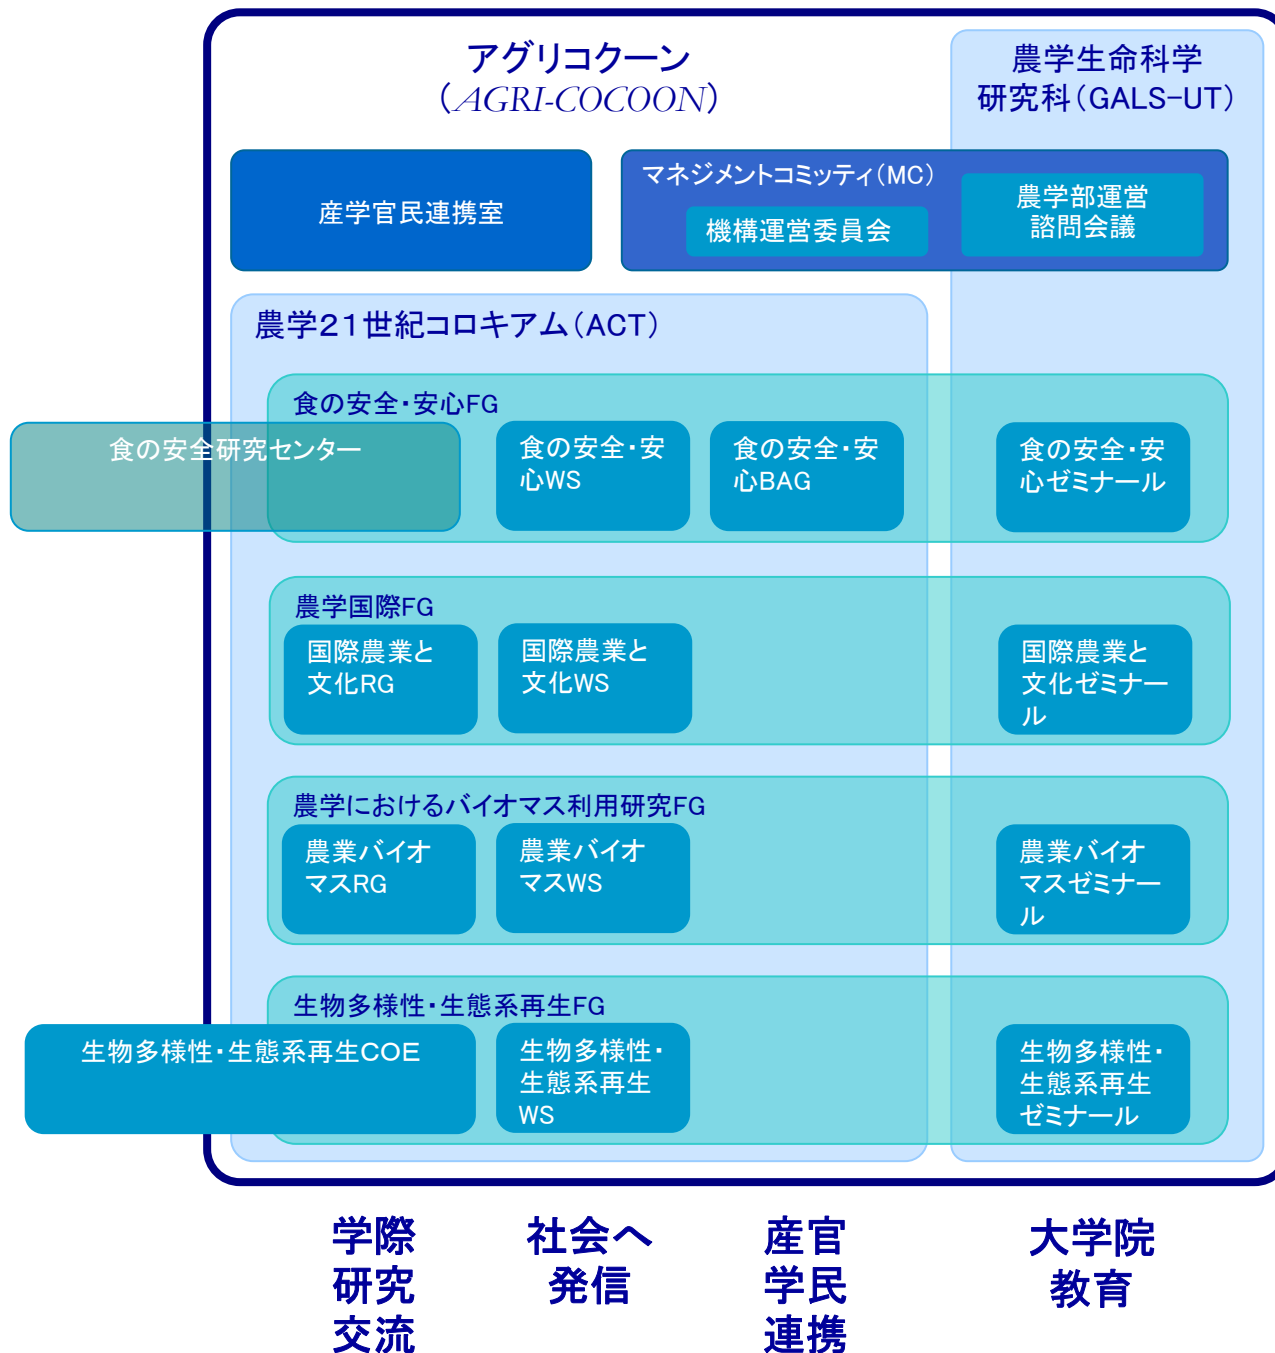 アグリコクーン
（AGRI-COCOON）
農学生命科学
研究科（GALS-UT）
産学官民連携室
マネジメントコミッティ（MC）
機構運営委員会
農学部運営
諮問会議
農学２１世紀コロキアム（ACT）
食の安全・安心FG
食の安全研究センター
食の安全・安
心WS
食の安全・安
心BAG
食の安全・安
心ゼミナール
農学国際FG
国際農業と
文化RG
国際農業と
文化WS
国際農業と
文化ゼミナー
ル
農学におけるバイオマス利用研究FG
農業バイオ
マスRG
農業バイオ
マスWS
農業バイオ
マスゼミナー
ル
生物多様性・生態系再生FG
生物多様性・生態系再生ＣＯＥ
生物多様性・
生態系再生
WS
生物多様性・
生態系再生
ゼミナール
学際
研究
交流
社会へ
発信
産官
学民
連携
大学院
教育